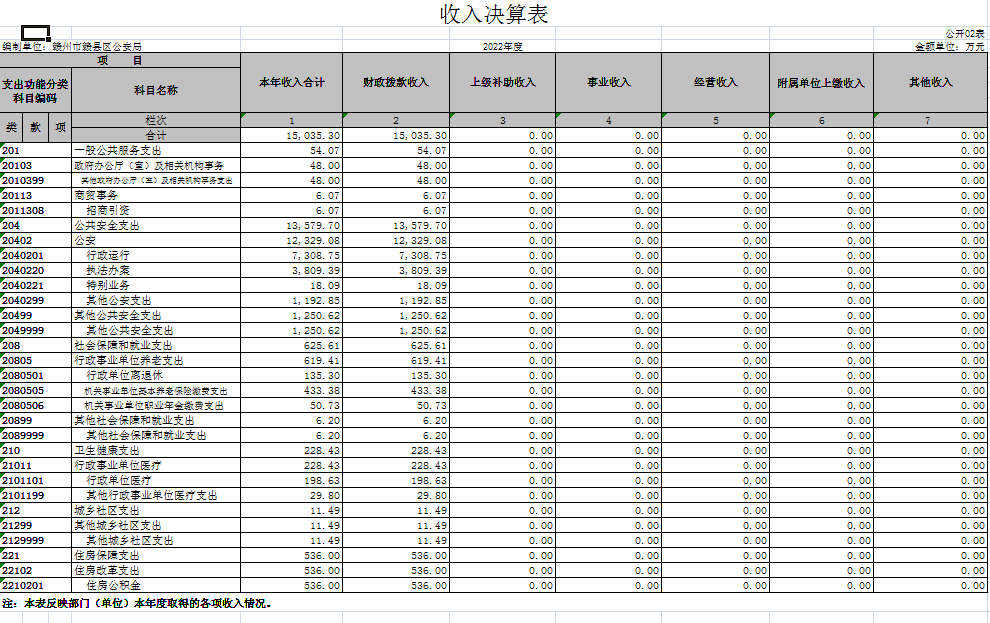 收入决算表
公开02表
编制单位：赣州市赣县区公安局 2022年度 金额单位：万元
项 目 本年收入合计 财政拨款收入 上级补助收入 事业收入 经营收入 附属单位上缴收入 其他收入
支出功能分类科目编码 科目名称
类 款 项 栏次 1 2 3 4 5 6 7
合计 15,035.30 15,035.30 0.00 0.00 0.00 0.00 0.00
201 一般公共服务支出 54.07 54.07 0.00 0.00 0.00 0.00 0.00
20103 政府办公厅（室）及相关机构事务 48.00 48.00 0.00 0.00 0.00 0.00 0.00
2010399 其他政府办公厅（室）及相关机构事务支出 48.00 48.00 0.00 0.00 0.00 0.00 0.00
20113 商贸事务 6.07 6.07 0.00 0.00 0.00 0.00 0.00
2011308 招商引资 6.07 6.07 0.00 0.00 0.00 0.00 0.00
204 公共安全支出 13,579.70 13,579.70 0.00 0.00 0.00 0.00 0.00
20402 公安 12,329.08 12,329.08 0.00 0.00 0.00 0.00 0.00
2040201 行政运行 7,308.75 7,308.75 0.00 0.00 0.00 0.00 0.00
2040220 执法办案 3,809.39 3,809.39 0.00 0.00 0.00 0.00 0.00
2040221 特别业务 18.09 18.09 0.00 0.00 0.00 0.00 0.00
2040299 其他公安支出 1,192.85 1,192.85 0.00 0.00 0.00 0.00 0.00
20499 其他公共安全支出 1,250.62 1,250.62 0.00 0.00 0.00 0.00 0.00
2049999 其他公共安全支出 1,250.62 1,250.62 0.00 0.00 0.00 0.00 0.00
208 社会保障和就业支出 625.61 625.61 0.00 0.00 0.00 0.00 0.00
20805 行政事业单位养老支出 619.41 619.41 0.00 0.00 0.00 0.00 0.00
2080501 行政单位离退休 135.30 135.30 0.00 0.00 0.00 0.00 0.00
2080505 机关事业单位基本养老保险缴费支出 433.38 433.38 0.00 0.00 0.00 0.00 0.00
2080506 机关事业单位职业年金缴费支出 50.73 50.73 0.00 0.00 0.00 0.00 0.00
20899 其他社会保障和就业支出 6.20 6.20 0.00 0.00 0.00 0.00 0.00
2089999 其他社会保障和就业支出 6.20 6.20 0.00 0.00 0.00 0.00 0.00
210 卫生健康支出 228.43 228.43 0.00 0.00 0.00 0.00 0.00
21011 行政事业单位医疗 228.43 228.43 0.00 0.00 0.00 0.00 0.00
2101101 行政单位医疗 198.63 198.63 0.00 0.00 0.00 0.00 0.00
2101199 其他行政事业单位医疗支出 29.80 29.80 0.00 0.00 0.00 0.00 0.00
212 城乡社区支出 11.49 11.49 0.00 0.00 0.00 0.00 0.00
21299 其他城乡社区支出 11.49 11.49 0.00 0.00 0.00 0.00 0.00
2129999 其他城乡社区支出 11.49 11.49 0.00 0.00 0.00 0.00 0.00
221 住房保障支出 536.00 536.00 0.00 0.00 0.00 0.00 0.00
22102 住房改革支出 536.00 536.00 0.00 0.00 0.00 0.00 0.00
2210201 住房公积金 536.00 536.00 0.00 0.00 0.00 0.00 0.00
注：本表反映部门（单位）本年度取得的各项收入情况。